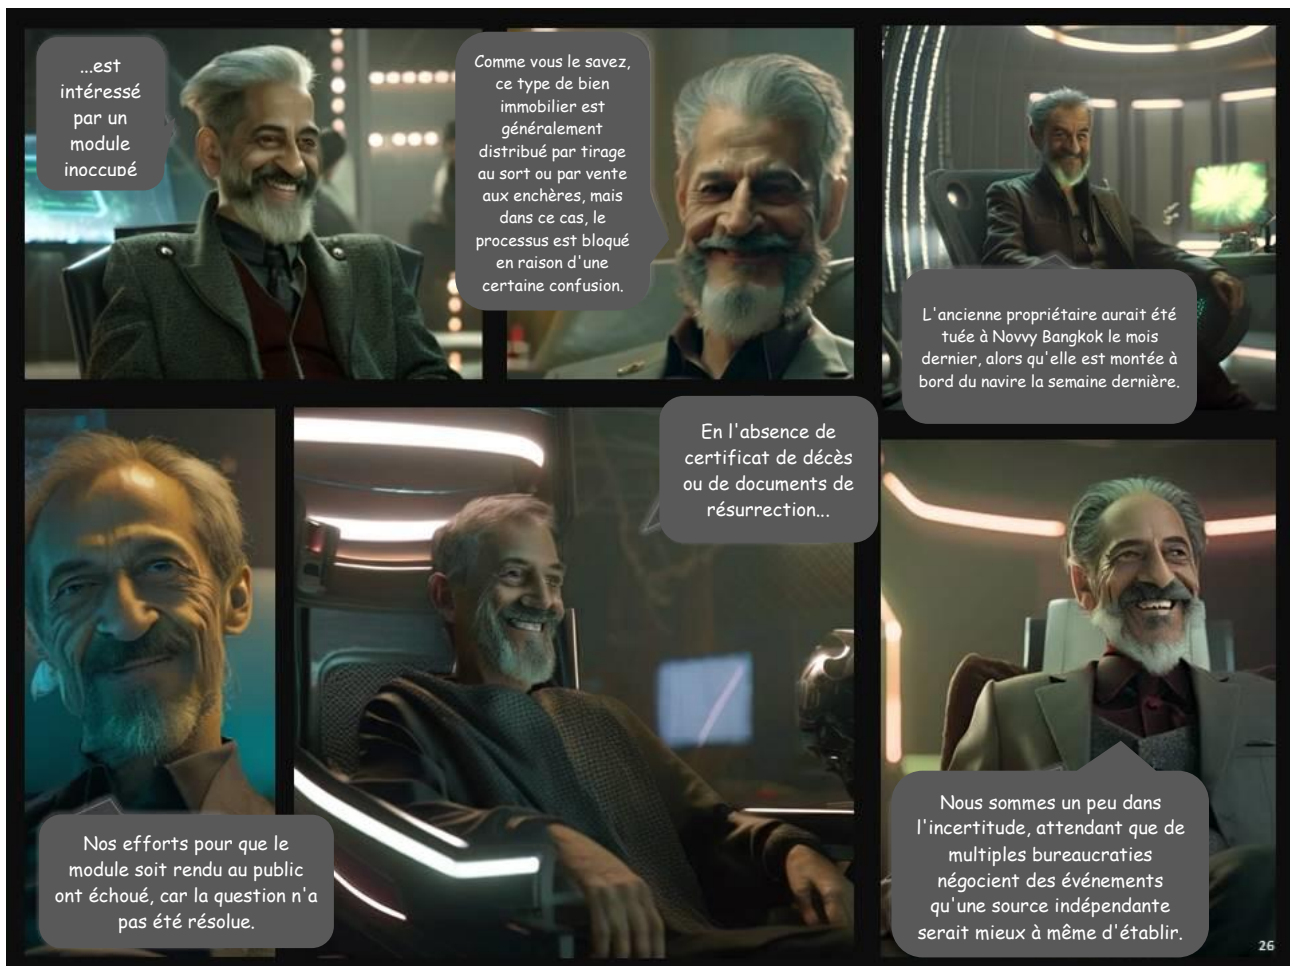 ...est
intéressé
par un
module
inoccupé
Comme vous le savez,
ce type de bien
immobilier est
généralement
distribué par tirage
au sort ou par vente
aux enchères, mais
dans ce cas, le
processus est bloqué
en raison d'une
certaine confusion.
L'ancienne propriétaire aurait été
tuée à Novvy Bangkok le mois
dernier, alors qu'elle est montée à
bord du navire la semaine dernière.
Nos efforts pour que le
module soit rendu au public
ont échoué, car la question n'a
pas été résolue.
En l'absence de
certificat de décès
ou de documents de
résurrection...
Nous sommes un peu dans
l'incertitude, attendant que de
multiples bureaucraties
négocient des événements
qu'une source indépendante
serait mieux à même d'établir.
26